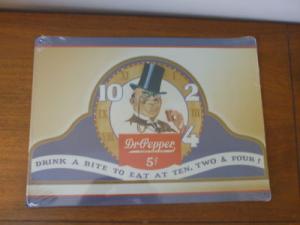 10 2
4
Dr. Pepper
5¢
DRINK A BITE TO EAT AT TEN, TWO & FOUR!